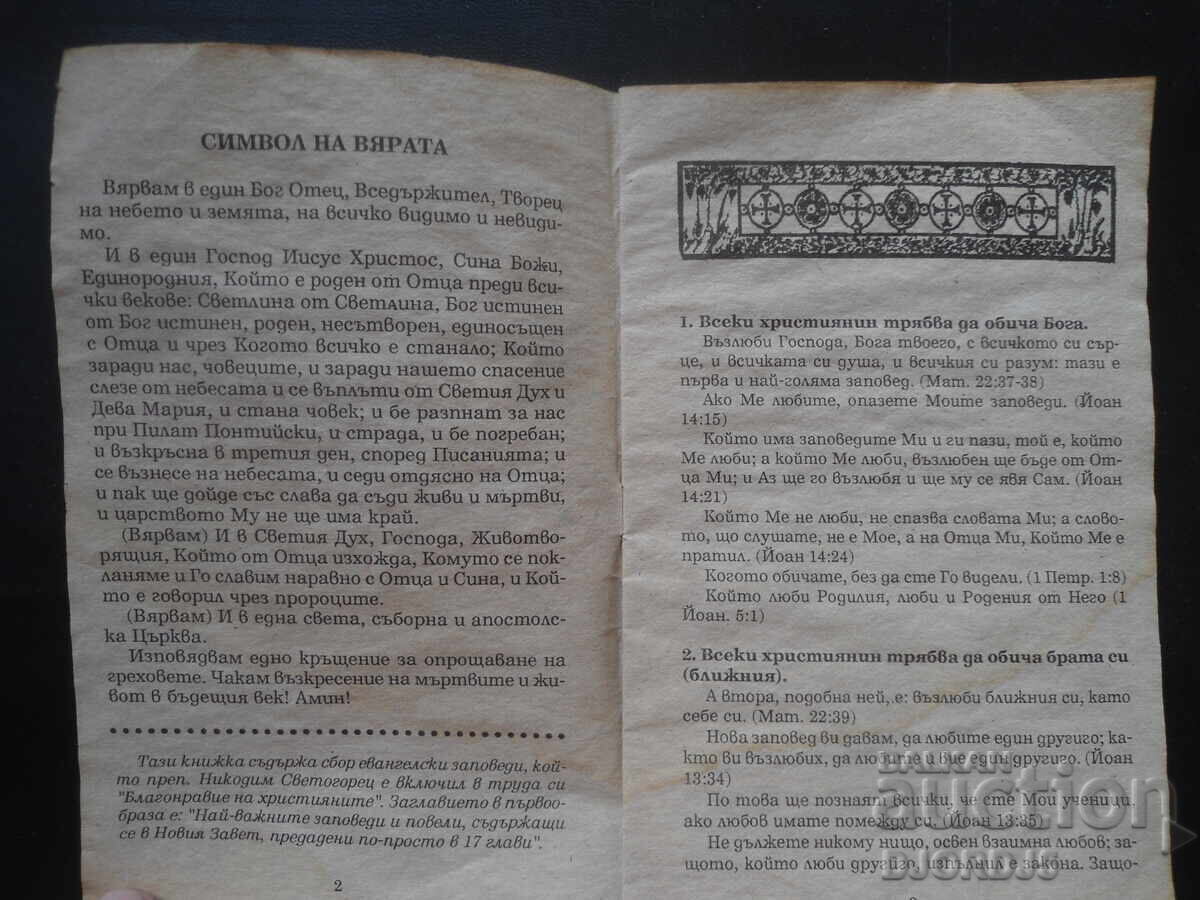 СИМВОЛ НА ВЯРАТА
Вярвам в един Бог Отец, Вседържител, Творец
на небето и земята, на всичко видимо и невиди-
мо.
И в един Господ Иисус Христос, Сина Божи,
Единородния, Който е роден от Отца преди вси-
чки векове: Светлина от Светлина, Бог истинен
от Бог истинен, роден, несътворен, единосъщен
с Отца и чрез Когото всичко е станало; Който
заради нас, човеците, и заради нашето спасение
слезе от небесата и се въплъти от Светия Дух и
Дева Мария, и стана човек; и бе разпнат за нас
при Пилат Понтийски, и страда, и бе погребан;
и възкръсна в третия ден, според Писанията; и
се възнесе на небесата, и седи отдясно на Отца;
и пак ще дойде със слава да съди живи и мъртви,
и царството Му не ще има край.
(Вярвам) И в Светия Дух, Господа, Животво-
рящия, Който от Отца изхожда, Комуто се пок-
ланяме и Го славим наравно с Отца и Сина, и Кой-
то е говорил чрез пророците.
(Вярвам) И в една света, съборна и апостолс-
ка Църква.
Изповядвам едно кръщение за опрощаване на
греховете. Чакам възкресение на мъртвите и жи-
вот в бъдещия век! Амин!
Тази книжка съдържа сбор евангелски заповеди, кой-
то преп. Никодим Светогорец е включил в труда си
"Благонравие на християните". Заглавието в първоо-
браза е: "Най-важните заповеди и повели, съдържащи
се в Новия Завет, предадени по-просто в 17 глави".
2
1. Всеки християнин трябва да обича Бога.
Възлюби Господа, Бога твоего, с всичкото си сър-
це, и всичката си душа, и всичкия си разум: тази е
първа и най-голяма заповед. (Мат. 22:37-38)
Ако Ме любите, опазете Моите заповеди. (Йоан
14:15)
Който има заповедите Ми и ги пази, той е, който
Ме люби; а който Ме люби, възлюбен ще бъде от От-
ца Ми; и Аз ще го възлюбя и ще му се явя Сам. (Йоан
14:21)
Който Ме не люби, не спазва словата Ми; а слово-
то, що слушате, не е Мое, а на Отца Ми, Който Ме е
пратил. (Йоан 14:24)
Когото обичате, без да сте Го видели. (1 Петр. 1:8)
Който люби Родилия, люби и Родения от Него (1
Йоан. 5:1)
2. Всеки християнин трябва да обича брата си
(ближния).
А втора, подобна ней, е: възлюби ближния си, като
себе си. (Мат. 22:39)
Нова заповед ви давам, да любите един другиго; ка-
кто ви възлюбих, да любите и вие един другиго. (Йоан
13:34)
По това ще познаят всички, че сте Мои ученици,
ако любов имате помежду си. (Йоан 13:35)
Не дължете никому нищо, освен взаимна любов; за-
щото, който люби другиго, изпълнил е закона. Защо-
BALKAN
auction
DJORDJS